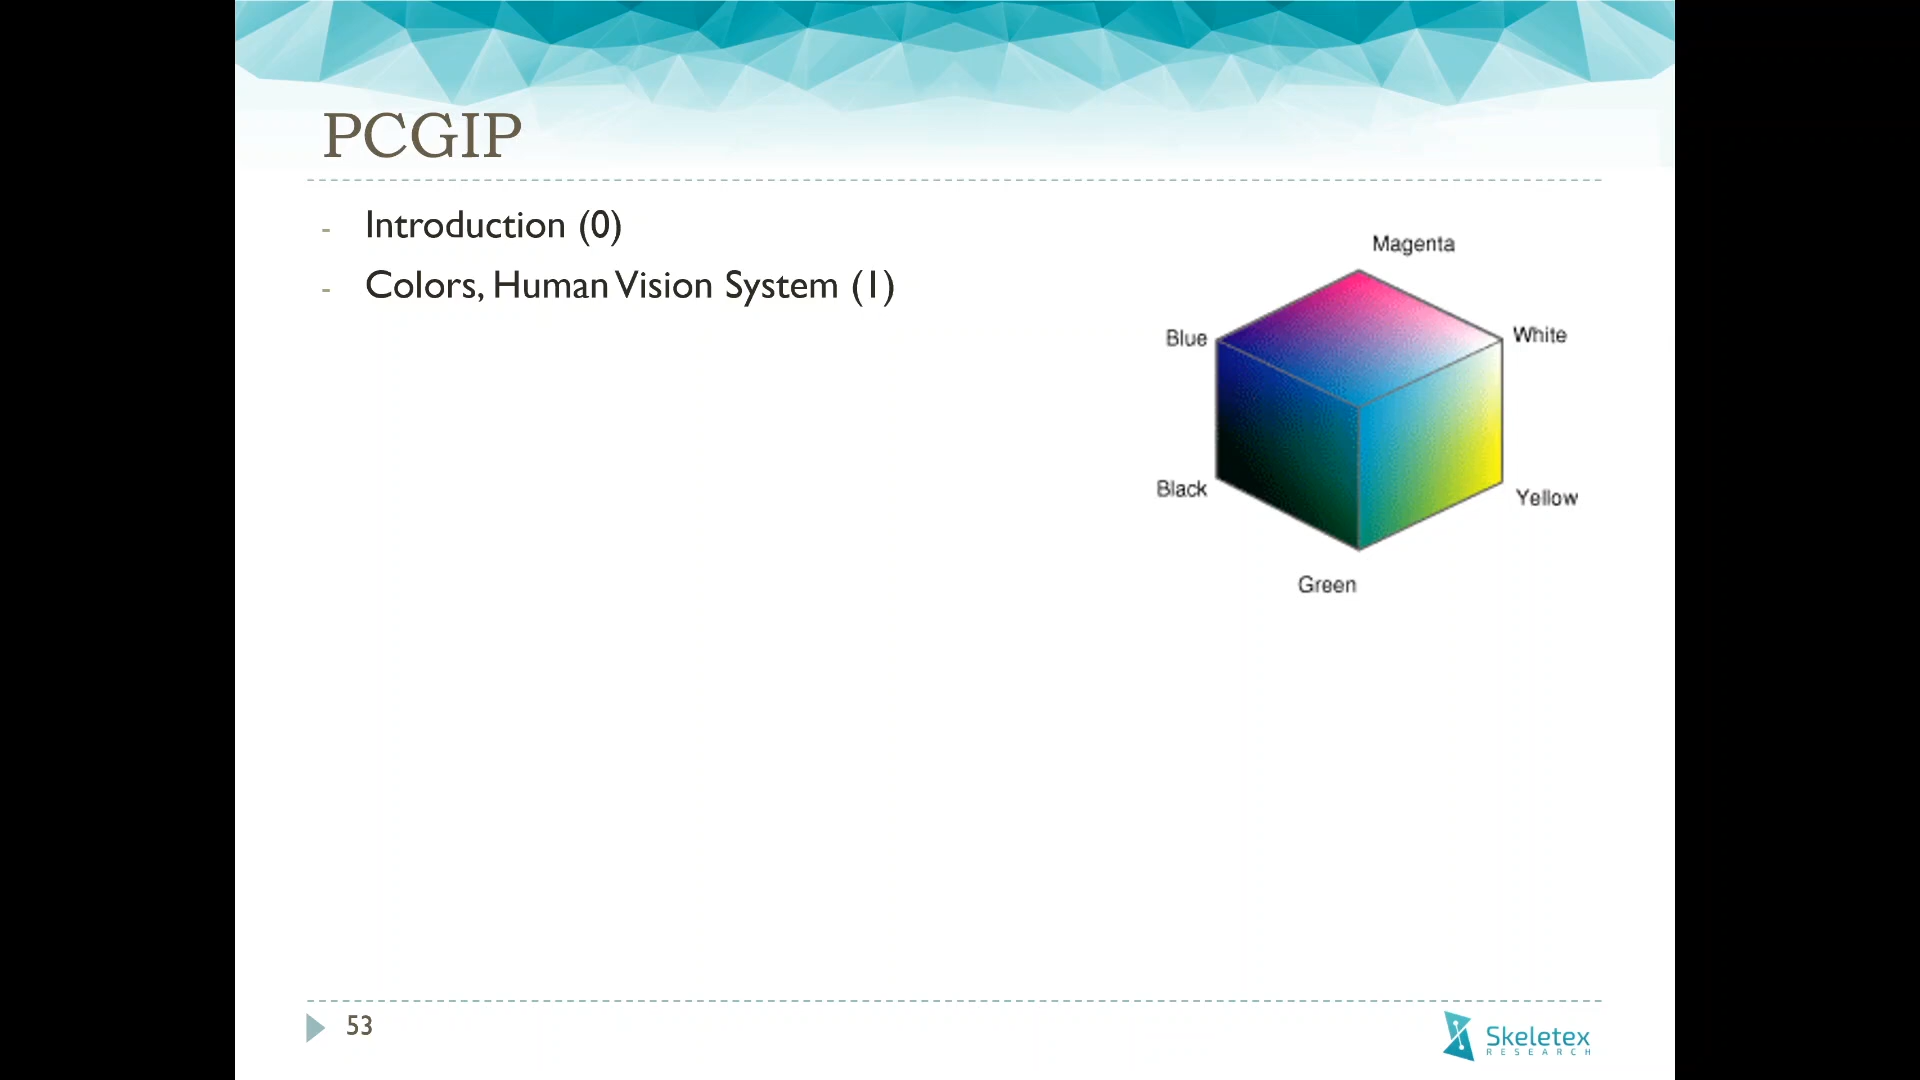 PCGIP
- Introduction (0)
- Colors, Human Vision System (1)
Magenta
Blue
White
Black
Yellow
Green
53
Skeletex
RESEARCH